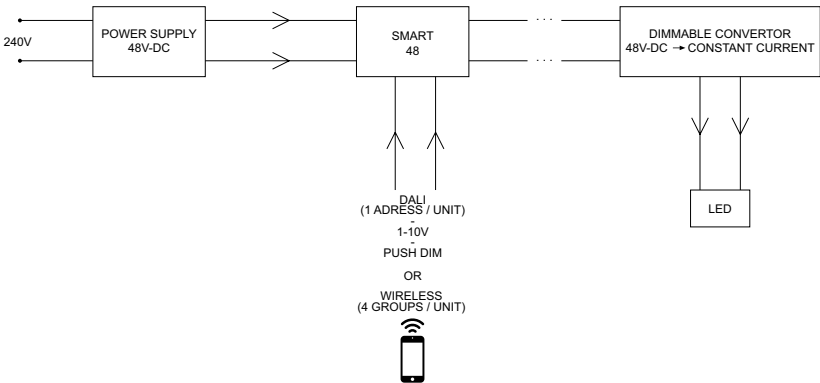 240V
POWER SUPPLY
48V-DC
SMART
48
DIMMABLE CONVERTOR
48V-DC → CONSTANT CURRENT
DALI
(1 ADRESS / UNIT)
-
1-10V
-
PUSH DIM
OR
WIRELESS
(4 GROUPS / UNIT)
LED